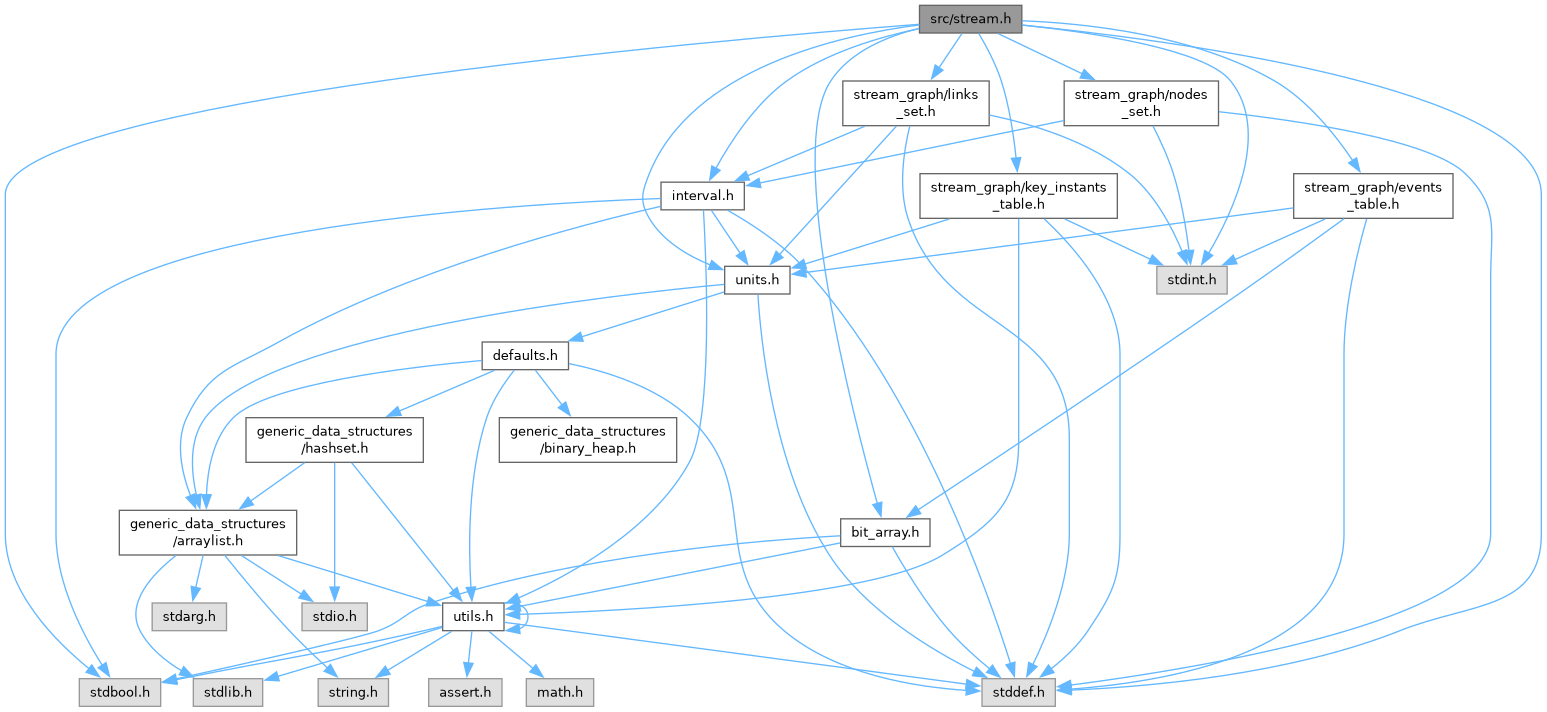 src/stream.h
stream_graph/links
_set.h
stream_graph/nodes
_set.h
interval.h
stream_graph/key_instants
_table.h
stream_graph/events
_table.h
units.h
stdint.h
defaults.h
generic_data_structures
/hashset.h
generic_data_structures
/binary_heap.h
generic_data_structures
/arraylist.h
bit_array.h
stdarg.h
stdio.h
utils.h
stdbool.h
stdlib.h
string.h
assert.h
math.h
stddef.h